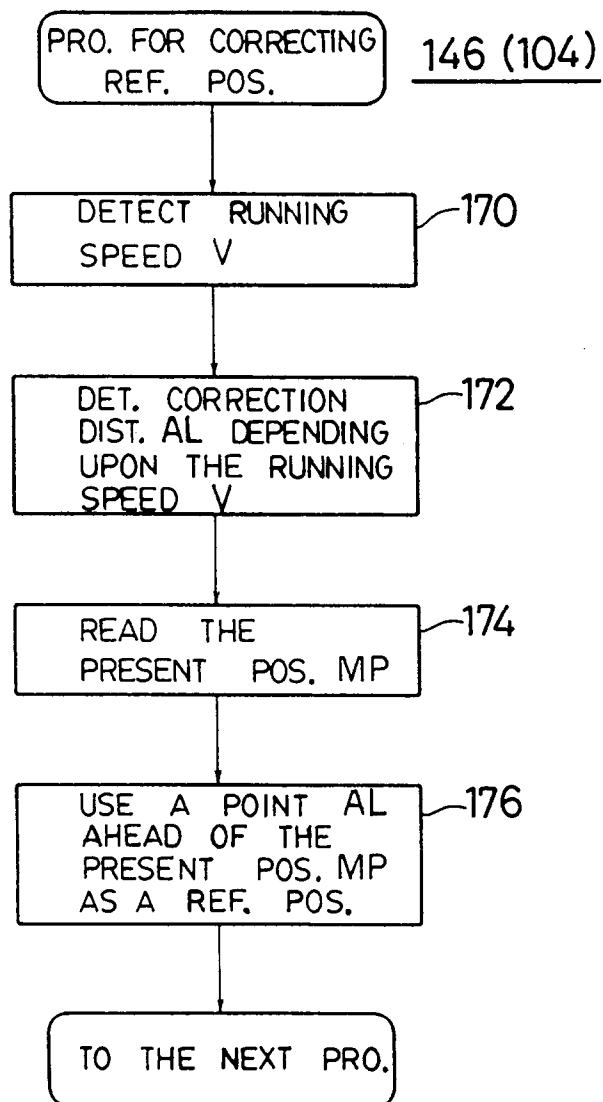 PRO. FOR CORRECTING
REF. POS.
146 (104)
DETECT RUNNING
SPEED V
170
DET. CORRECTION
DIST. AL DEPENDING
UPON THE RUNNING
SPEED V
172
READ THE
PRESENT POS. MP
174
USE A POINT AL
AHEAD OF THE
PRESENT POS. MP
AS A REF. POS.
176
TO THE NEXT PRO.